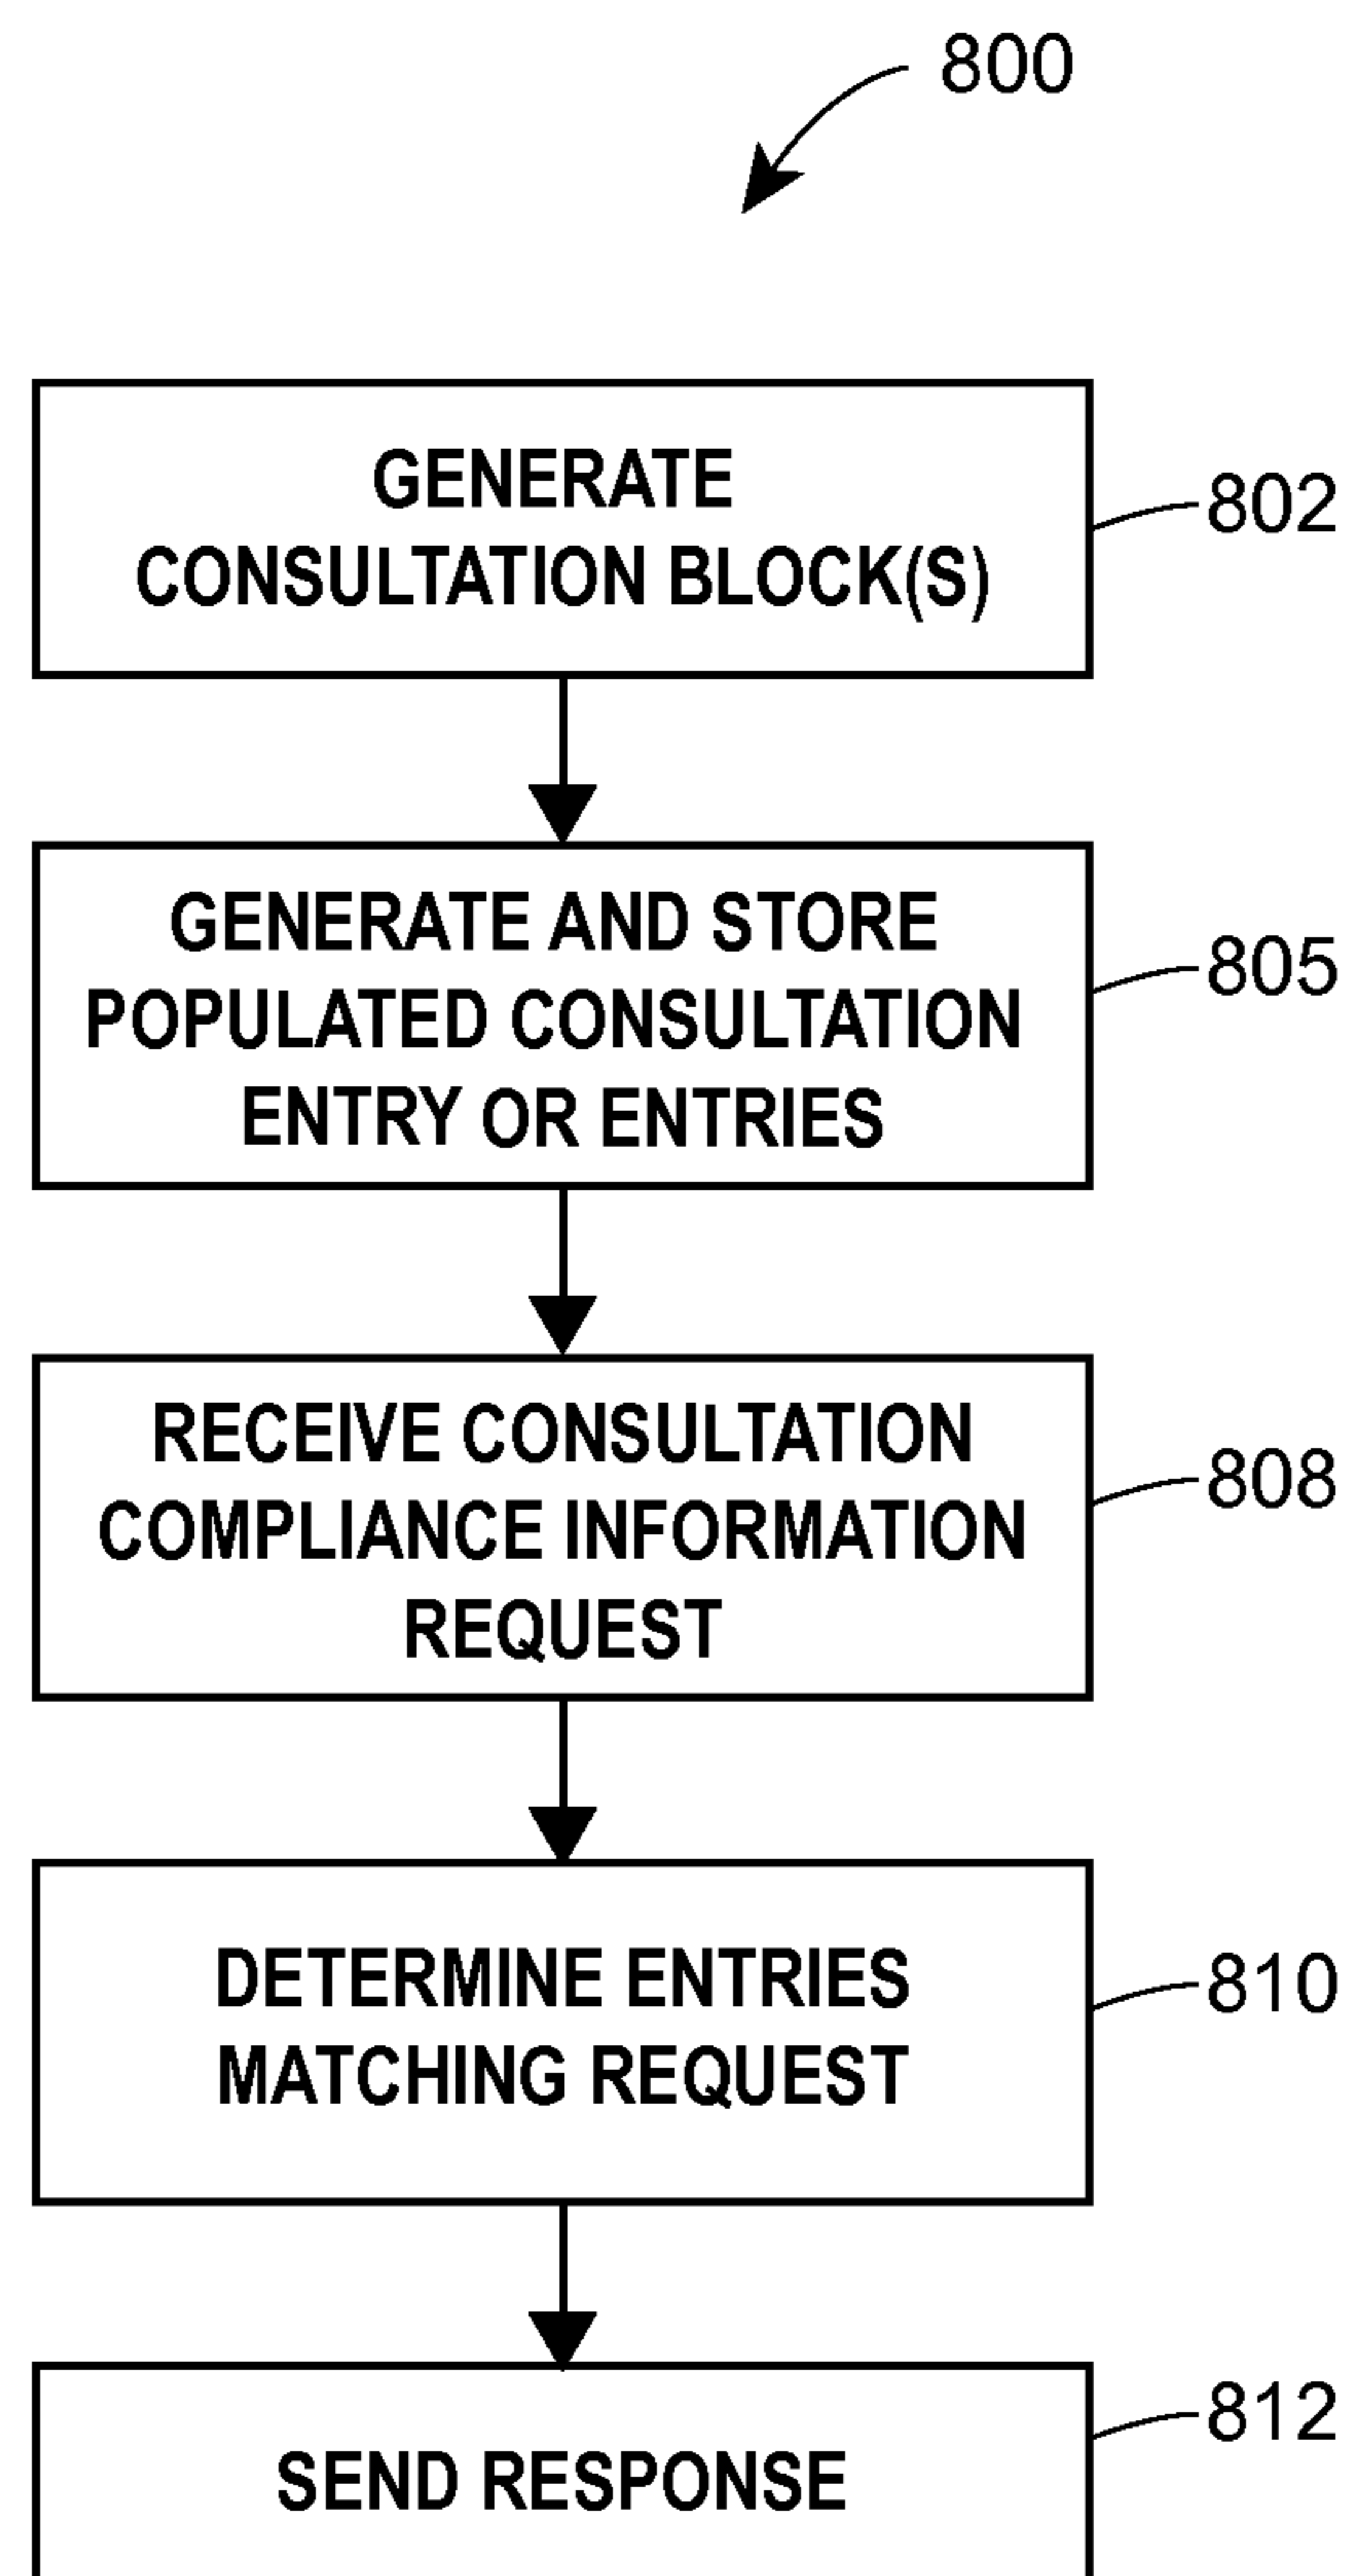 800
GENERATE
CONSULTATION BLOCK(S)
802
GENERATE AND STORE
POPULATED CONSULTATION
ENTRY OR ENTRIES
805
RECEIVE CONSULTATION
COMPLIANCE INFORMATION
REQUEST
808
DETERMINE ENTRIES
MATCHING REQUEST
810
SEND RESPONSE
812